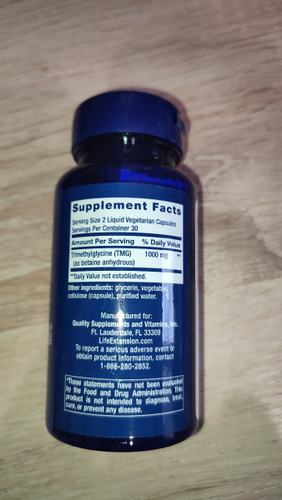 Supplement Facts
Serving Size 2 Liquid Vegetarian Capsules
Servings Per Container 30
Amount Per Serving % Daily Value
Trimethylglycine (TMG) 1000 mg **
(as betaine anhydrous)
**Daily Value not established.
Other ingredients: glycerin, vegetable
cellulose (capsule), purified water.
Manufactured for:
Quality Supplements and Vitamins, Inc.
Ft. Lauderdale, FL 33309
LifeExtension.com
To report a serious adverse event or
obtain product information, contact
1-866-280-2852.
*These statements have not been evaluated
by the Food and Drug Administration. This
product is not intended to diagnose, treat,
cure, or prevent any disease.